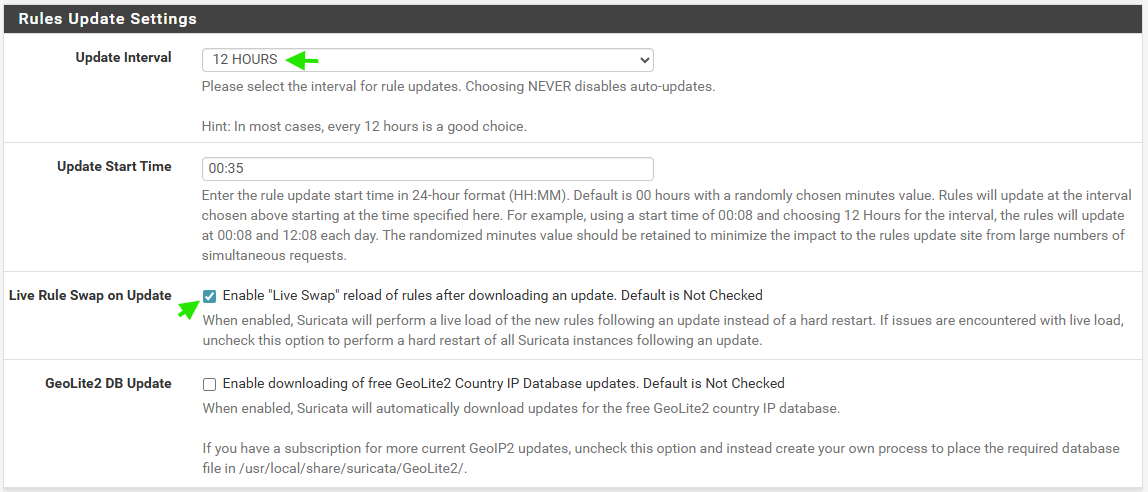 Rules Update Settings
Update Interval
12 HOURS
Please select the interval for rule updates. Choosing NEVER disables auto-updates.
Hint: In most cases, every 12 hours is a good choice.
Update Start Time
00:35
Enter the rule update start time in 24-hour format (HH:MM). Default is 00 hours with a randomly chosen minutes value. Rules will update at the interval
chosen above starting at the time specified here. For example, using a start time of 00:08 and choosing 12 Hours for the interval, the rules will update
at 00:08 and 12:08 each day. The randomized minutes value should be retained to minimize the impact to the rules update site from large numbers of
simultaneous requests.
Live Rule Swap on Update
Enable "Live Swap" reload of rules after downloading an update. Default is Not Checked
When enabled, Suricata will perform a live load of the new rules following an update instead of a hard restart. If issues are encountered with live load,
uncheck this option to perform a hard restart of all Suricata instances following an update.
GeoLite2 DB Update
Enable downloading of free GeoLite2 Country IP Database updates. Default is Not Checked
When enabled, Suricata will automatically download updates for the free GeoLite2 country IP database.
If you have a subscription for more current GeoIP2 updates, uncheck this option and instead create your own process to place the required database
file in /usr/local/share/suricata/GeoLite2/.